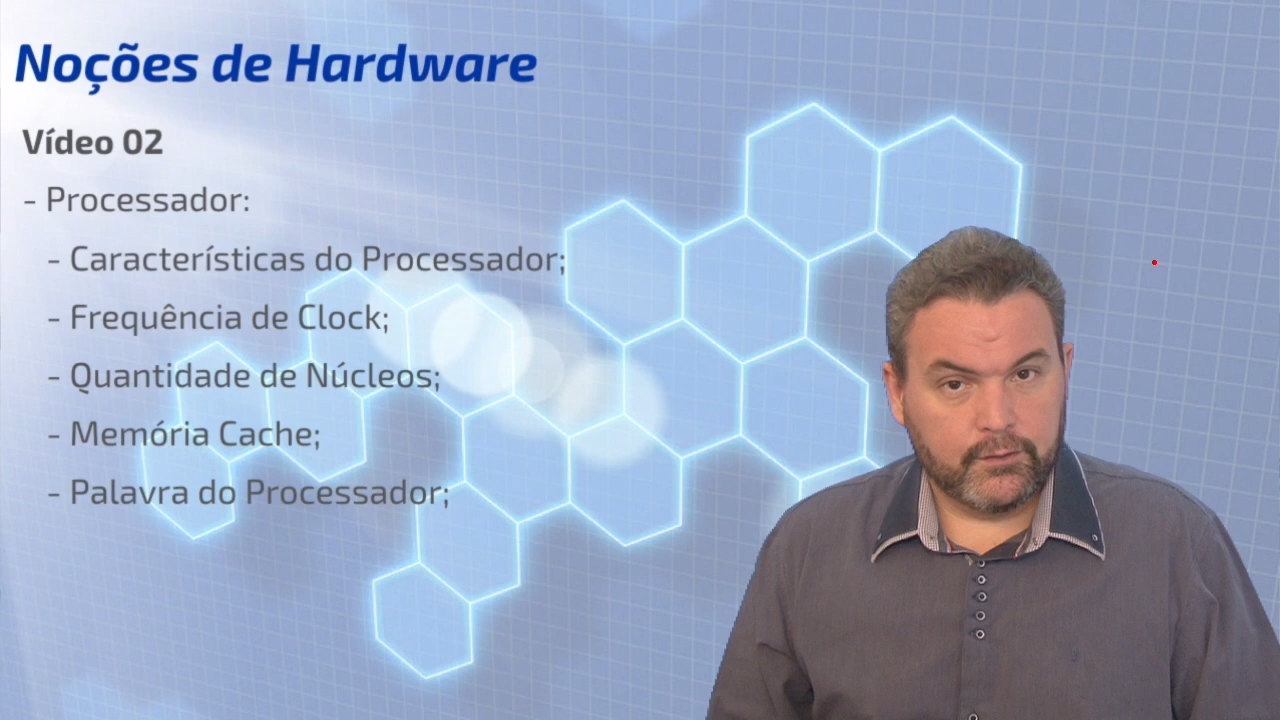 Noções de Hardware
Vídeo 02
- Processador:
- Características do Processador;
- Frequência de Clock;
- Quantidade de Núcleos;
- Memória Cache;
- Palavra do Processador;